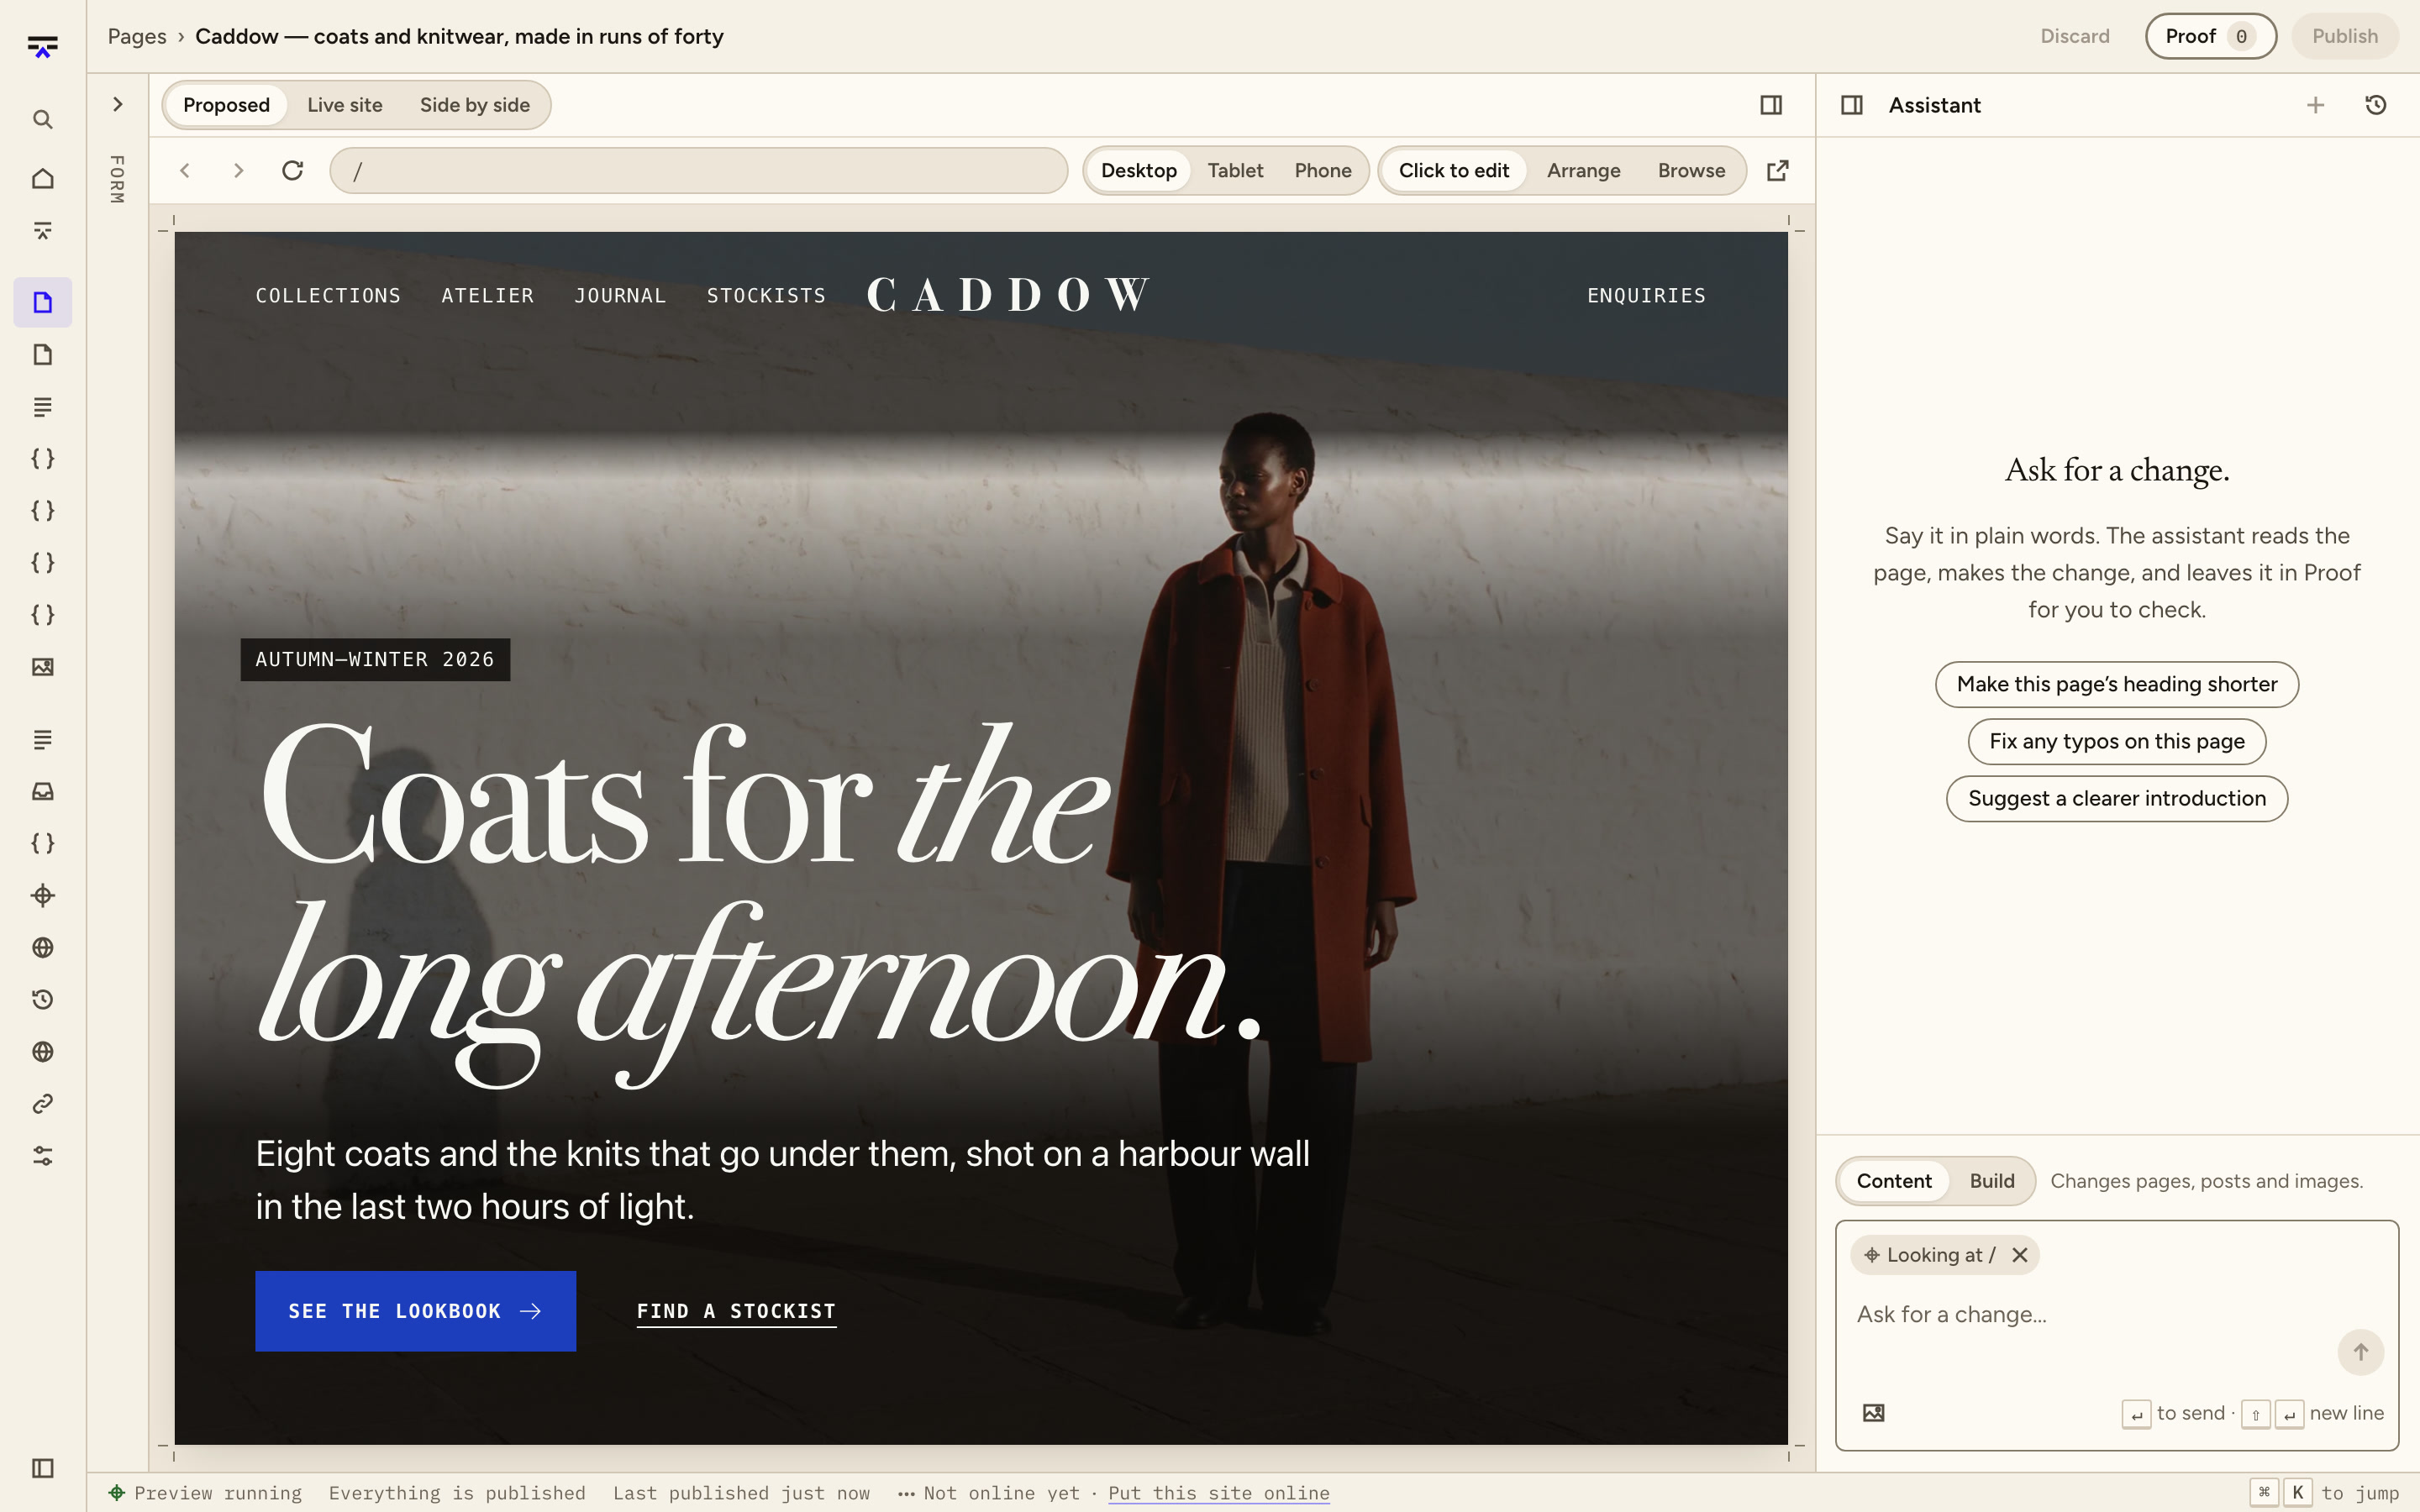 Pages › Caddow — coats and knitwear, made in runs of forty
Discard
Proof 0
Publish
FORM
Proposed
Live site
Side by side
/
Desktop
Tablet
Phone
Click to edit
Arrange
Browse
COLLECTIONS
ATELIER
JOURNAL
STOCKISTS
CADDOW
ENQUIRIES
AUTUMN—WINTER 2026
Coats for the
long afternoon.
Eight coats and the knits that go under them, shot on a harbour wall
in the last two hours of light.
SEE THE LOOKBOOK →
FIND A STOCKIST
Assistant
Ask for a change.
Say it in plain words. The assistant reads the
page, makes the change, and leaves it in Proof
for you to check.
Make this page’s heading shorter
Fix any typos on this page
Suggest a clearer introduction
Content
Build
Changes pages, posts and images.
Looking at /
Ask for a change…
↵ to send · ⇧ ↵ new line
Preview running
Everything is published
Last published just now
Not online yet · Put this site online
⌘ K to jump